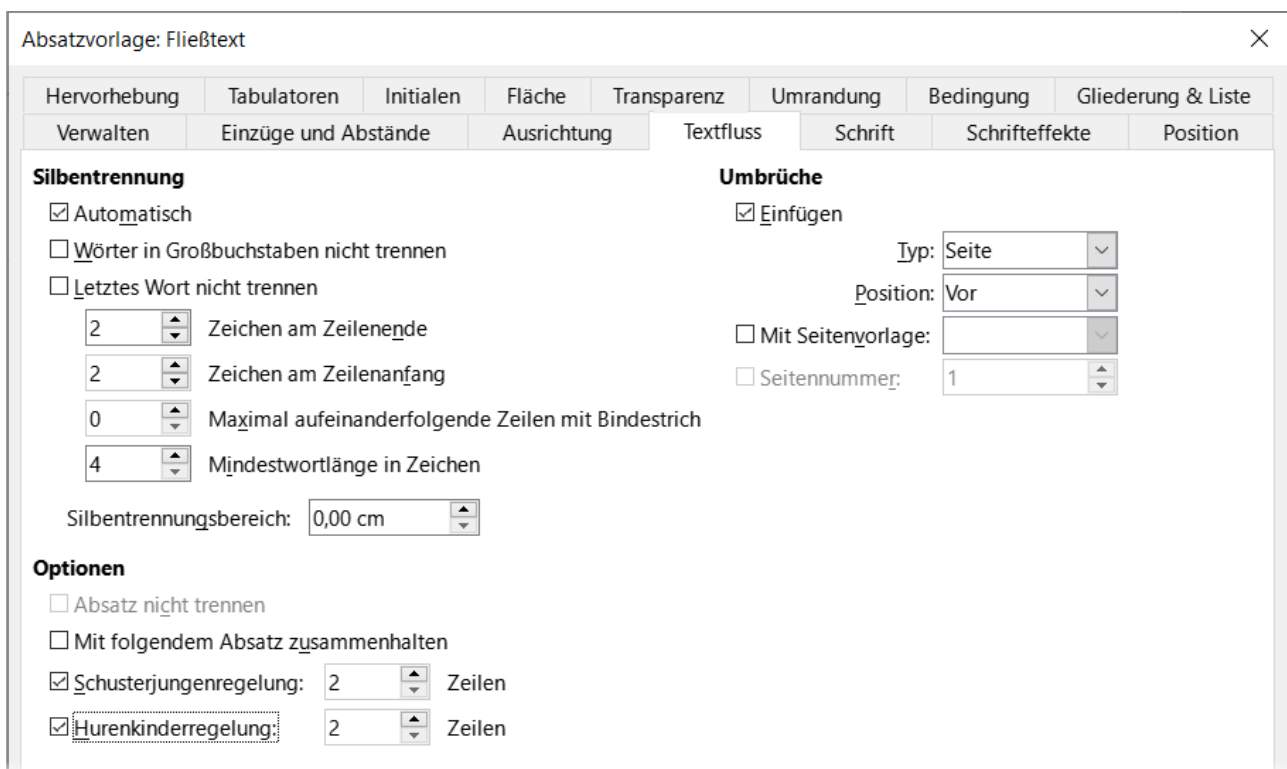 Absatzvorlage: Fließtext
Hervorhebung Tabulatoren Initialen Fläche Transparenz Umrandung Bedingung Gliederung & Liste
Verwalten Einzüge und Abstände Ausrichtung Textfluss Schrift Schrifteffekte Position
Silbentrennung
Automatisch
Wörter in Großbuchstaben nicht trennen
Letztes Wort nicht trennen
2 Zeichen am Zeilenende
2 Zeichen am Zeilenanfang
0 Maximal aufeinanderfolgende Zeilen mit Bindestrich
4 Mindestwortlänge in Zeichen
Silbentrennungsbereich: 0,00 cm
Umbrüche
Einfügen
Typ: Seite
Position: Vor
Mit Seitenvorlage:
Seitennummer: 1
Optionen
Absatz nicht trennen
Mit folgendem Absatz zusammenhalten
Schusterjungenregelung: 2 Zeilen
Hurenkinderregelung: 2 Zeilen